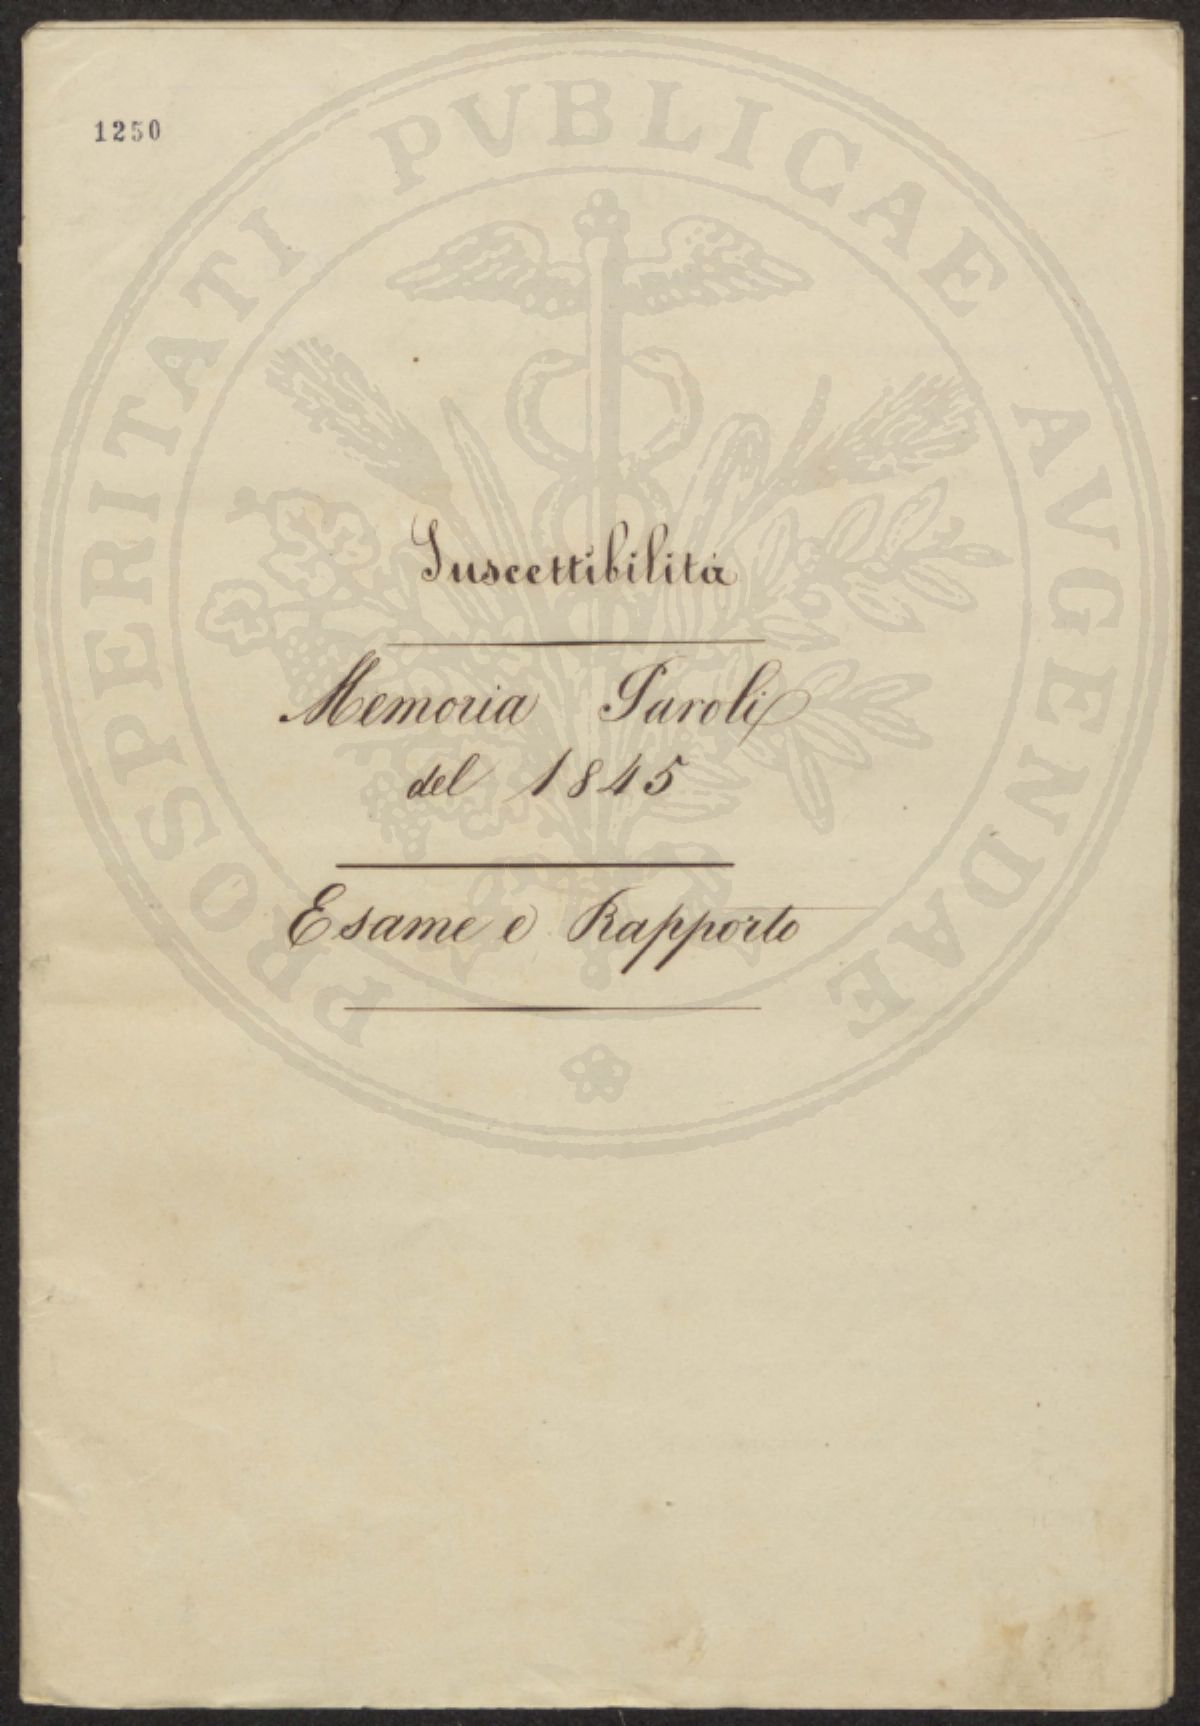 PROSPERITATI PVBLICAE AVGENDAE
1250
Suscettibilità
Memoria Paroli
del 1845
Esame e Rapporto